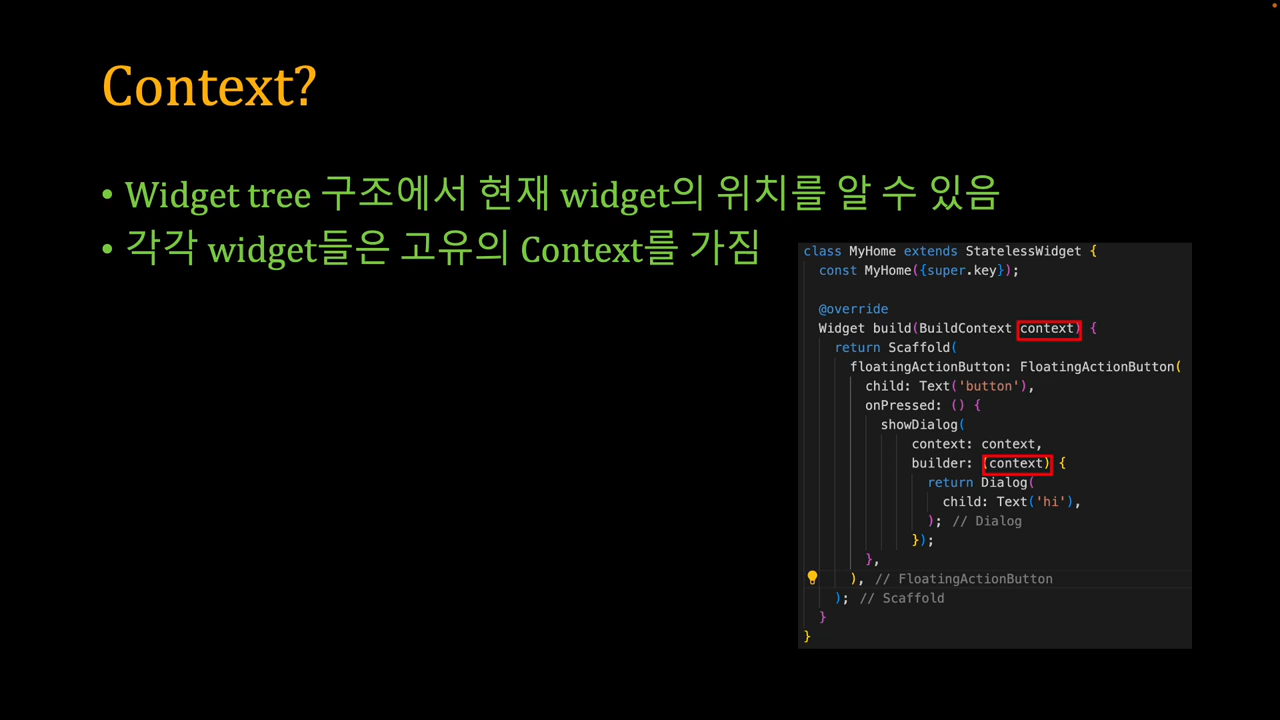 Context?
• Widget tree 구조에서 현재 widget의 위치를 알 수 있음
• 각각 widget들은 고유의 Context를 가짐
class MyHome extends StatelessWidget {
  const MyHome({super.key});

  @override
  Widget build(BuildContext context) {
    return Scaffold(
      floatingActionButton: FloatingActionButton(
        child: Text('button'),
        onPressed: () {
          showDialog(
              context: context,
              builder: (context) {
                return Dialog(
                  child: Text('hi'),
                ); // Dialog
              });
        },
      ), // FloatingActionButton
    ); // Scaffold
  }
}